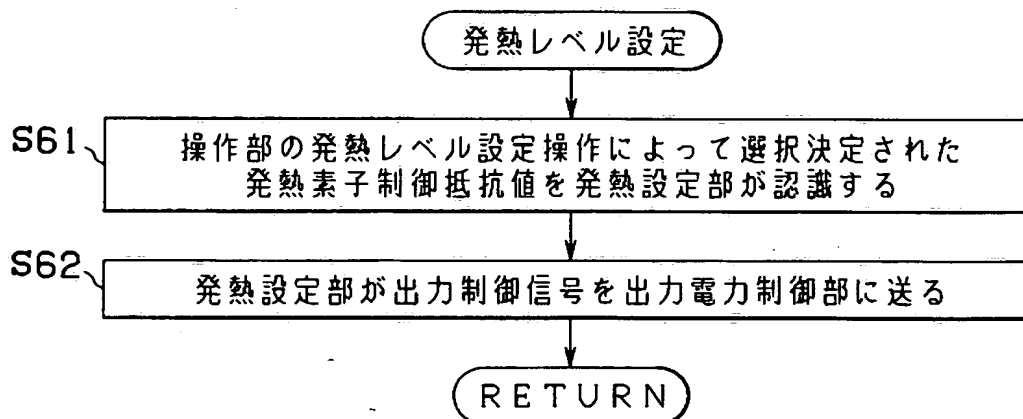 発熱レベル設定
S61
操作部の発熱レベル設定操作によって選択決定された
発熱素子制御抵抗値を発熱設定部が認識する
S62
発熱設定部が出力制御信号を出力電力制御部に送る
RETURN